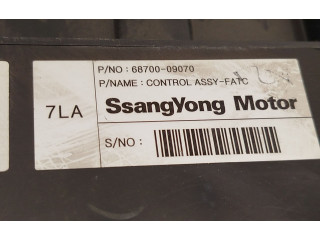 P/NO : 68700-09070
P/NAME : CONTROL ASSY-FATC
7LA
SsangYong Motor
S/NO :